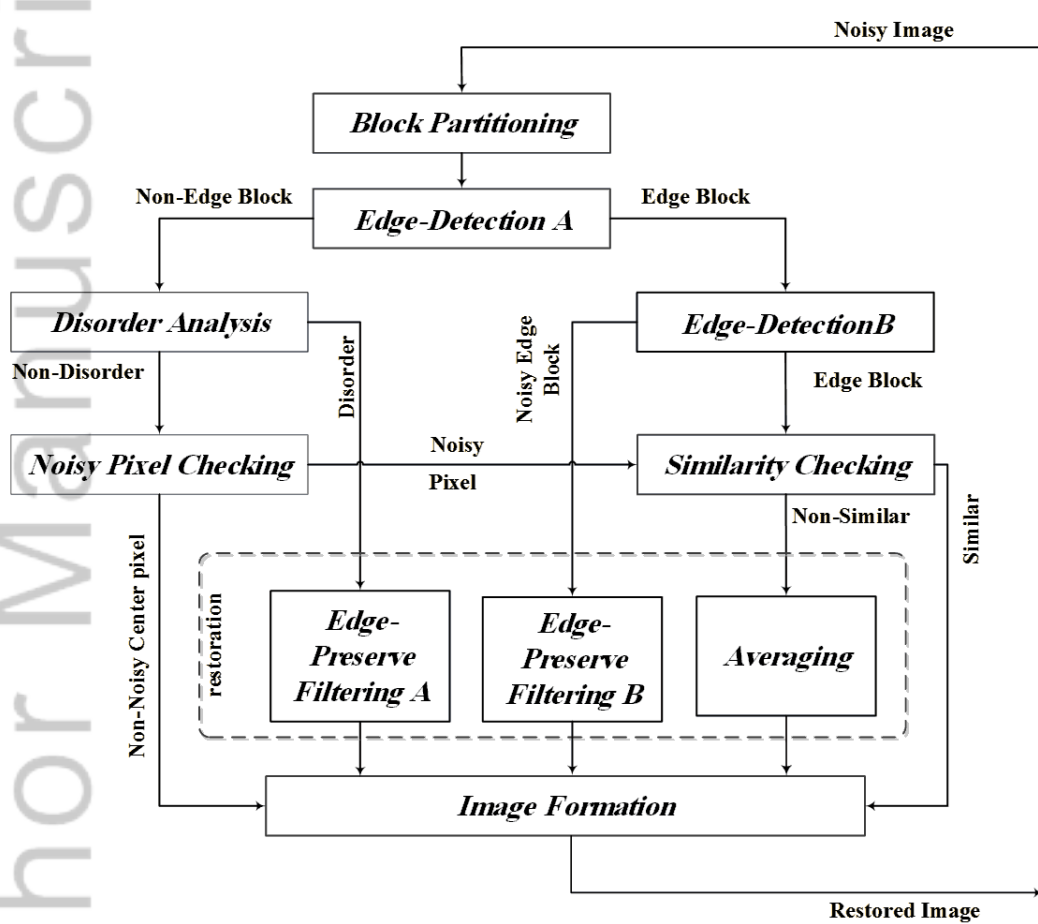 Noisy Image
Block Partitioning
Non-Edge Block
Edge Block
Edge-Detection A
Disorder Analysis
Edge-DetectionB
Non-Disorder
Disorder
Noisy Edge
Block
Edge Block
Noisy Pixel Checking
Noisy
Pixel
Similarity Checking
Non-Similar
Similar
Non-Noisy Center pixel
restoration
Edge-
Preserve
Filtering A
Edge-
Preserve
Filtering B
Averaging
Image Formation
Restored Image
hor Manuscri